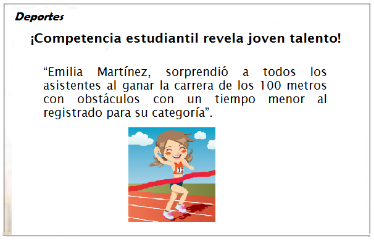 Deportes
¡Competencia estudiantil revela joven talento!
“Emilia Martínez, sorprendió a todos los
asistentes al ganar la carrera de los 100 metros
con obstáculos con un tiempo menor al
registrado para su categoría”.